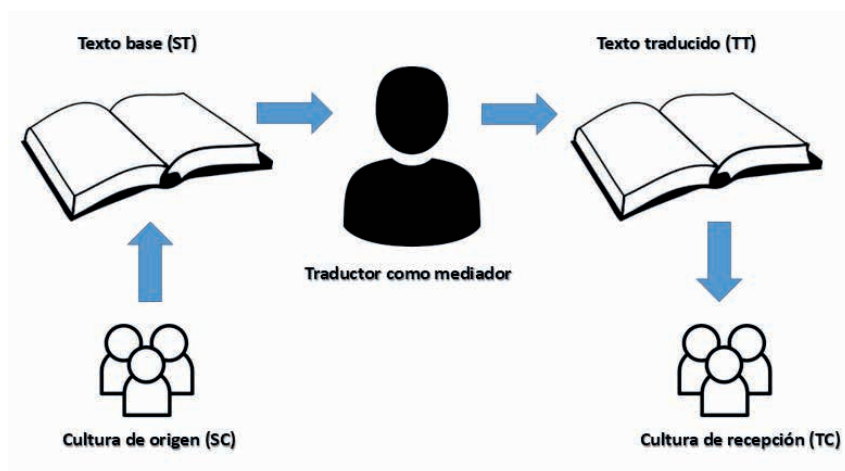 Texto base (ST)
Texto traducido (TT)
Traductor como mediador
Cultura de origen (SC)
Cultura de recepción (TC)